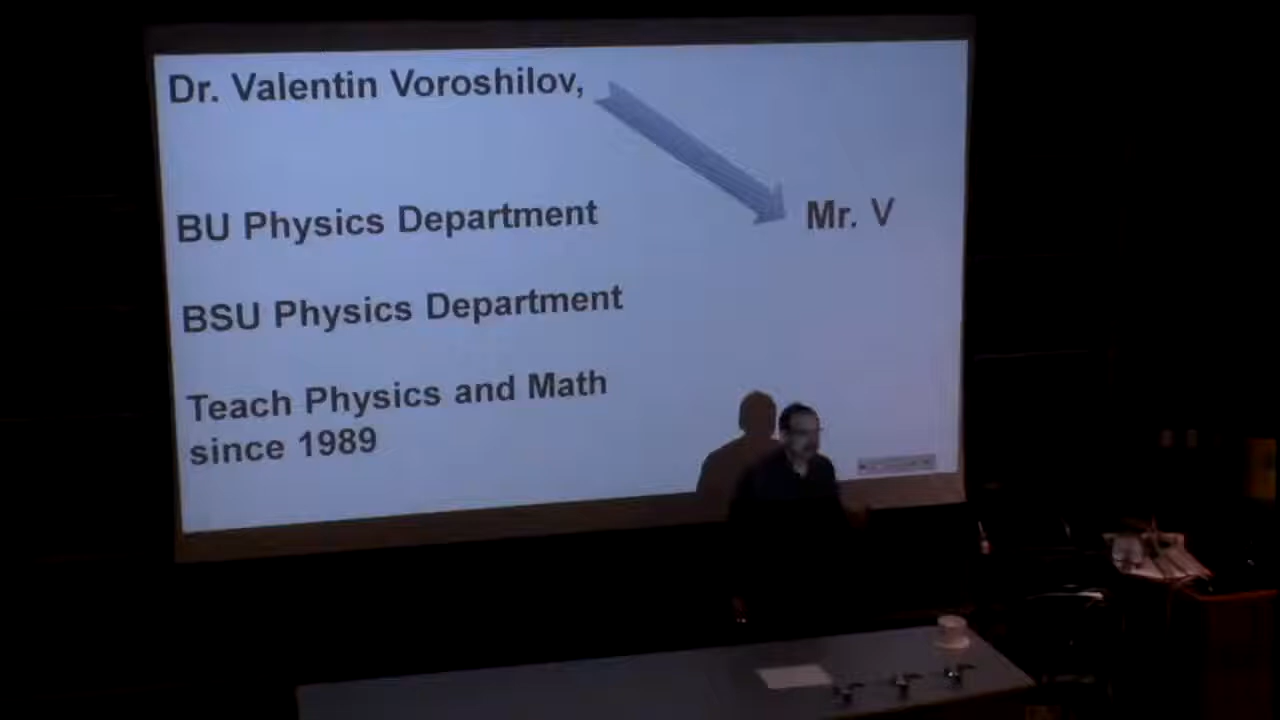 Dr. Valentin Voroshilov,
BU Physics Department
Mr. V
BSU Physics Department
Teach Physics and Math
since 1989